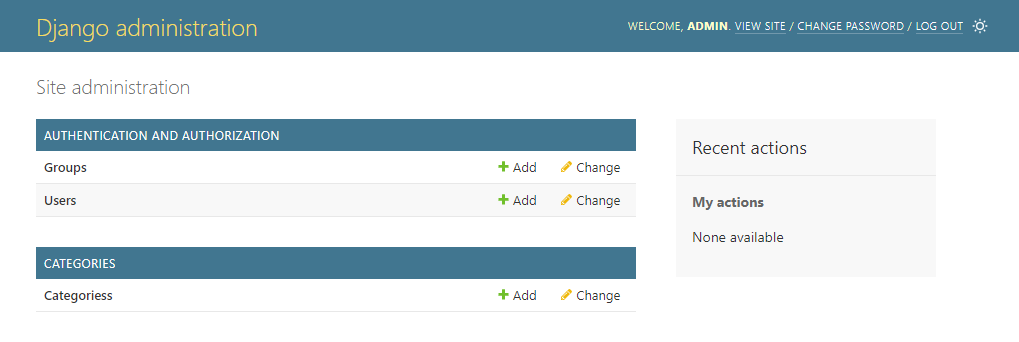 Django administration
WELCOME, ADMIN. VIEW SITE / CHANGE PASSWORD / LOG OUT
Site administration
AUTHENTICATION AND AUTHORIZATION
Groups Add Change
Users Add Change
CATEGORIES
Categoriess Add Change
Recent actions
My actions
None available